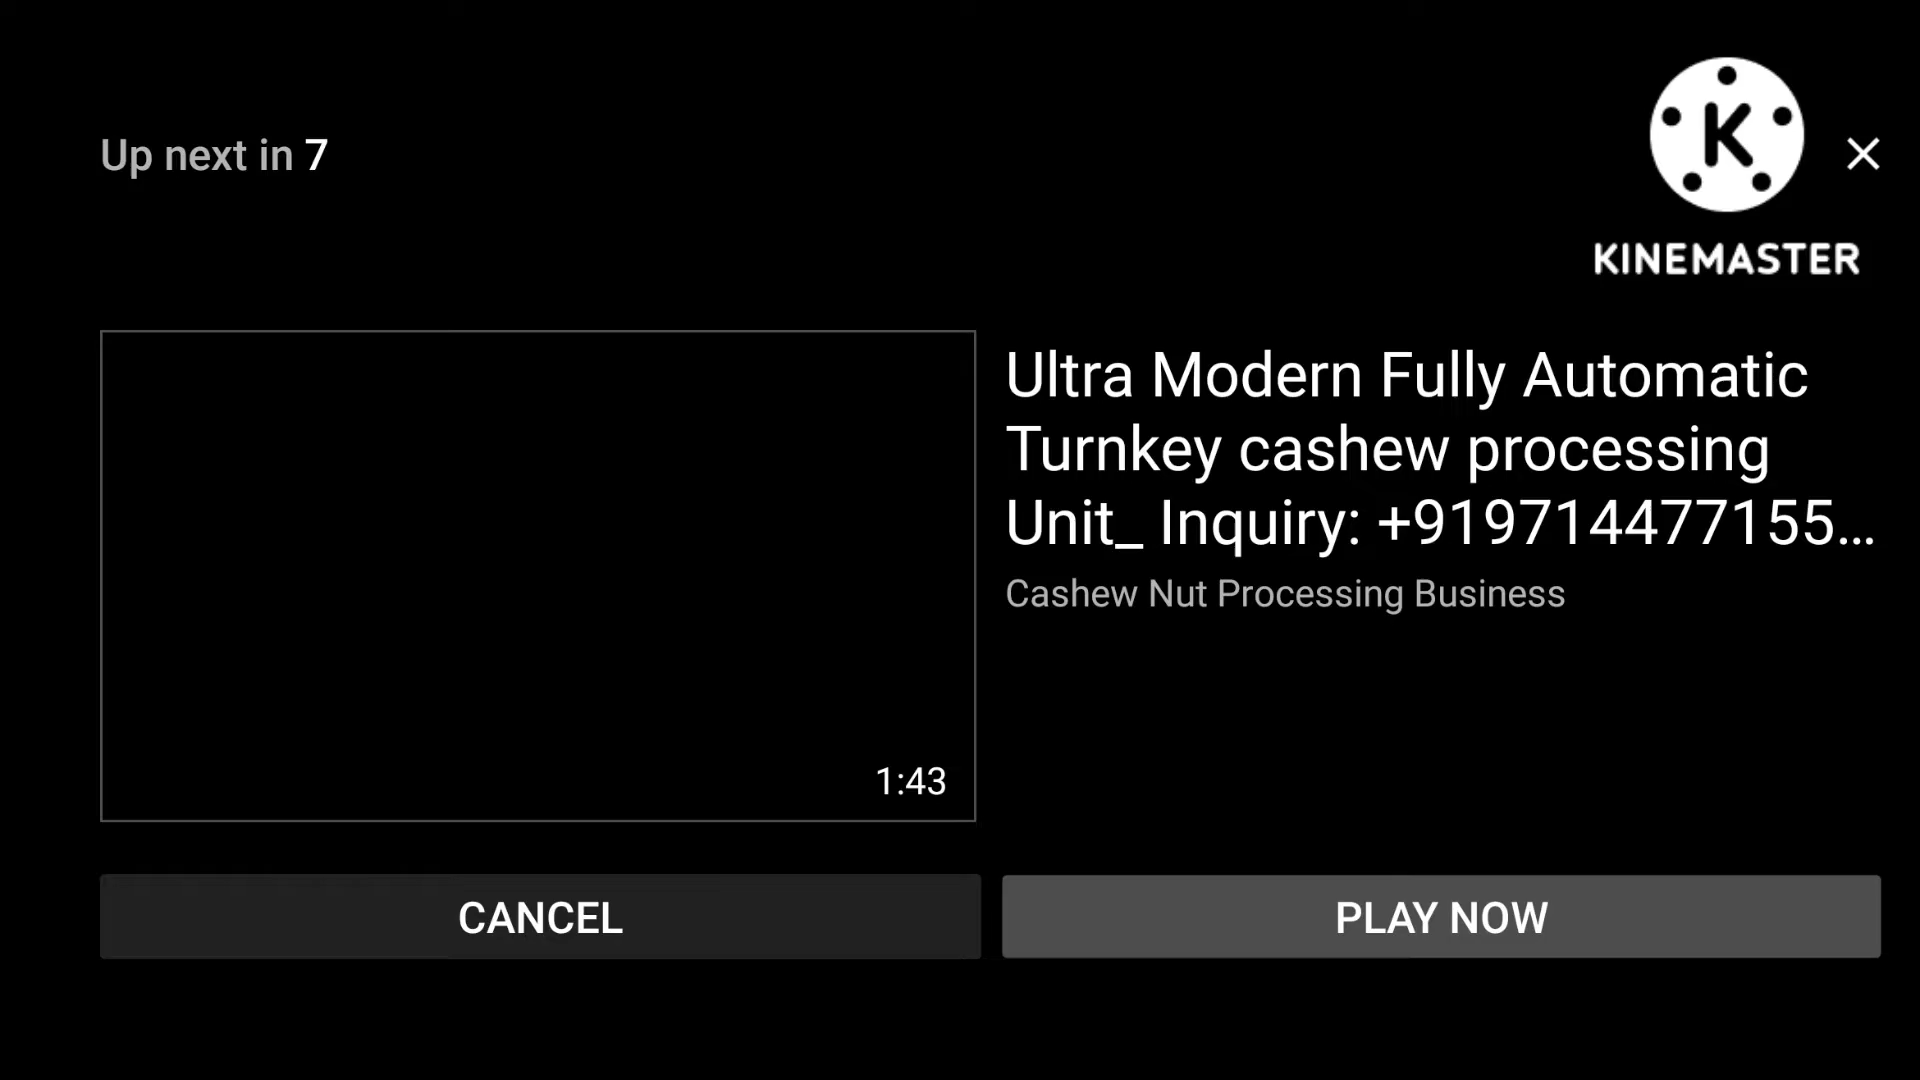 Up next in 7
K
KINEMASTER
Ultra Modern Fully Automatic
Turnkey cashew processing
Unit_ Inquiry: +919714477155...
Cashew Nut Processing Business
1:43
CANCEL
PLAY NOW